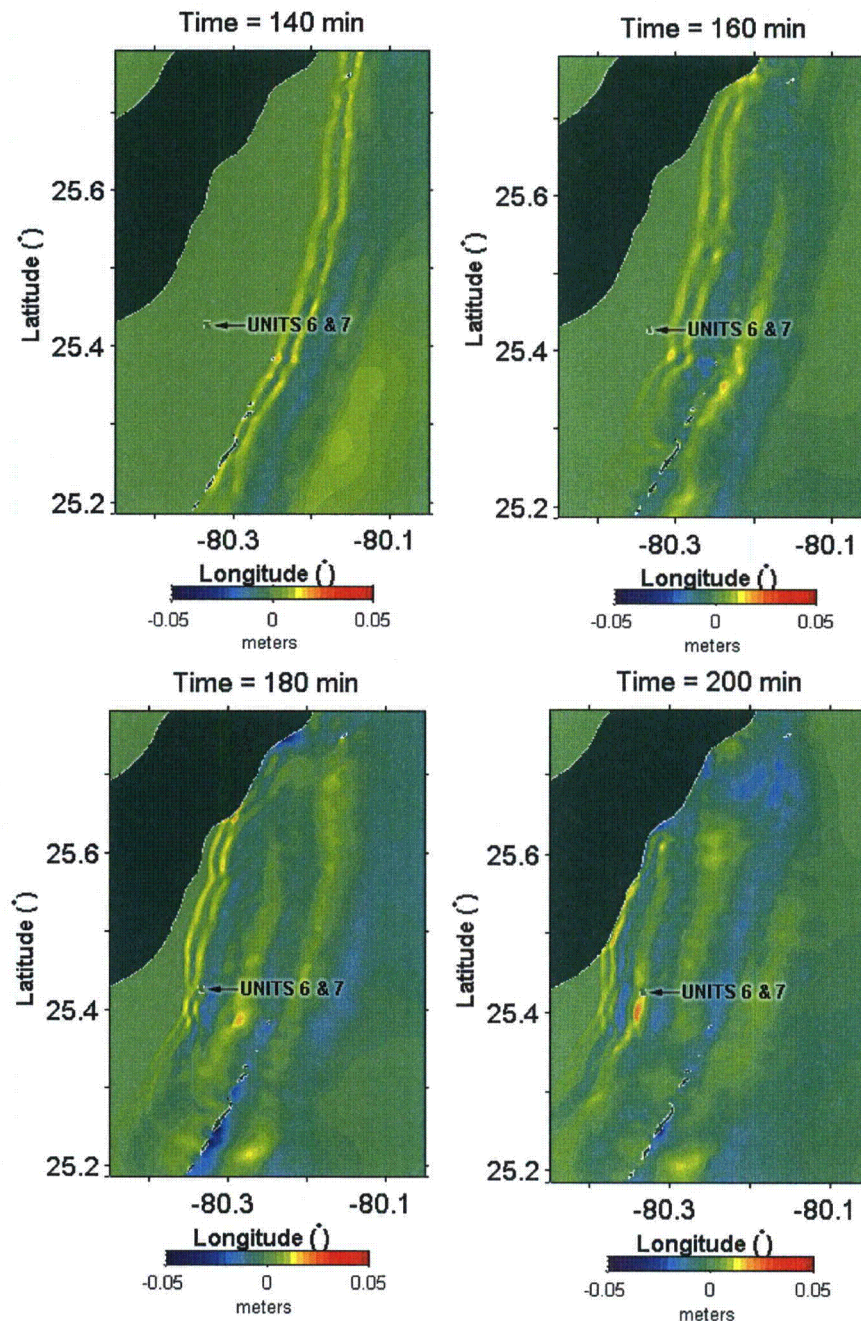 Time = 140 min
Latitude (°)
25.6
25.4
25.2
UNITS 6 & 7
-80.3
-80.1
Longitude (°)
-0.05
0
0.05
meters
Time = 160 min
Latitude (°)
25.6
25.4
25.2
UNITS 6 & 7
-80.3
-80.1
Longitude (°)
-0.05
0
0.05
meters
Time = 180 min
Latitude (°)
25.6
25.4
25.2
UNITS 6 & 7
-80.3
-80.1
Longitude (°)
-0.05
0
0.05
meters
Time = 200 min
Latitude (°)
25.6
25.4
25.2
UNITS 6 & 7
-80.3
-80.1
Longitude (°)
-0.05
0
0.05
meters